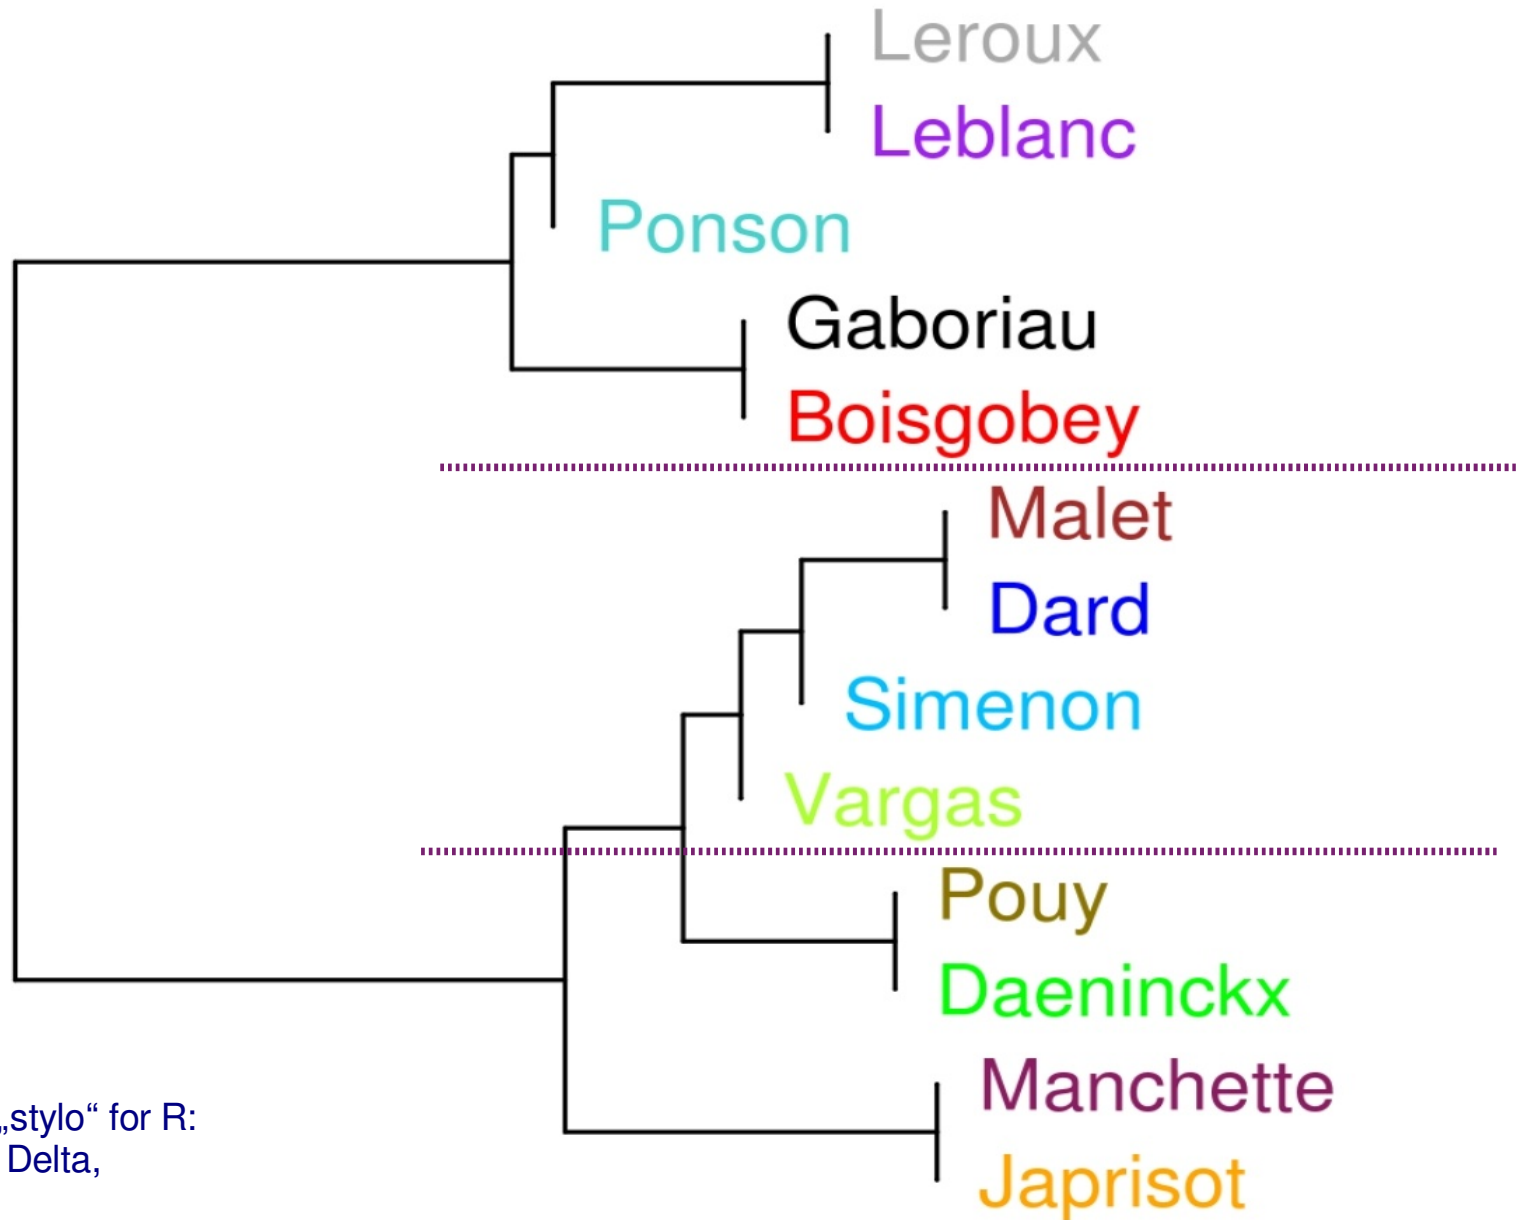 Leroux
Leblanc
Ponson
Gaboriau
Boisgobey
Malet
Dard
Simenon
Vargas
Pouy
Daeninckx
Manchette
Japrisot
„stylo“ for R:
Delta,